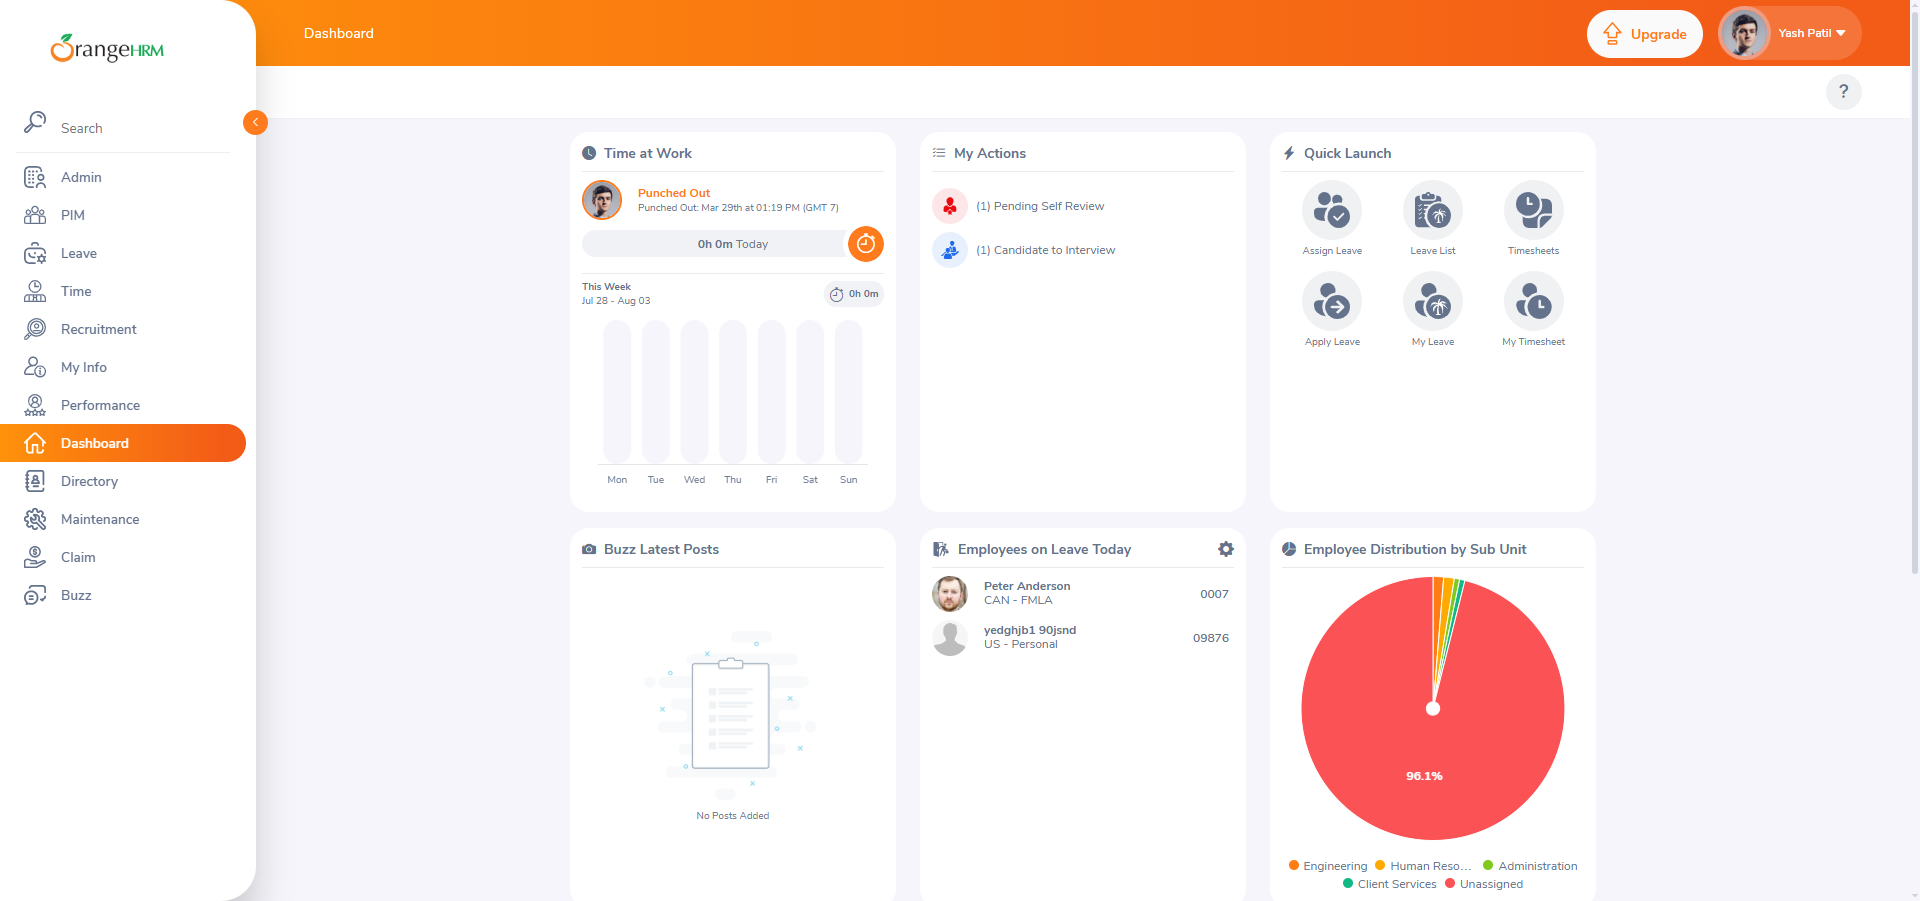 OrangeHRM
Search
Admin
PIM
Leave
Time
Recruitment
My Info
Performance
Dashboard
Directory
Maintenance
Claim
Buzz
Dashboard
Upgrade
Yash Patil
?
Time at Work
Punched Out
Punched Out: Mar 29th at 01:19 PM (GMT 7)
0h 0m Today
This Week
Jul 28 - Aug 03
0h 0m
Mon Tue Wed Thu Fri Sat Sun
My Actions
(1) Pending Self Review
(1) Candidate to Interview
Quick Launch
Assign Leave Leave List Timesheets
Apply Leave My Leave My Timesheet
Buzz Latest Posts
No Posts Added
Employees on Leave Today
Peter Anderson
CAN - FMLA
0007
yedghjb1 90jsnd
US - Personal
09876
Employee Distribution by Sub Unit
96.1%
Engineering Human Reso... Administration
Client Services Unassigned